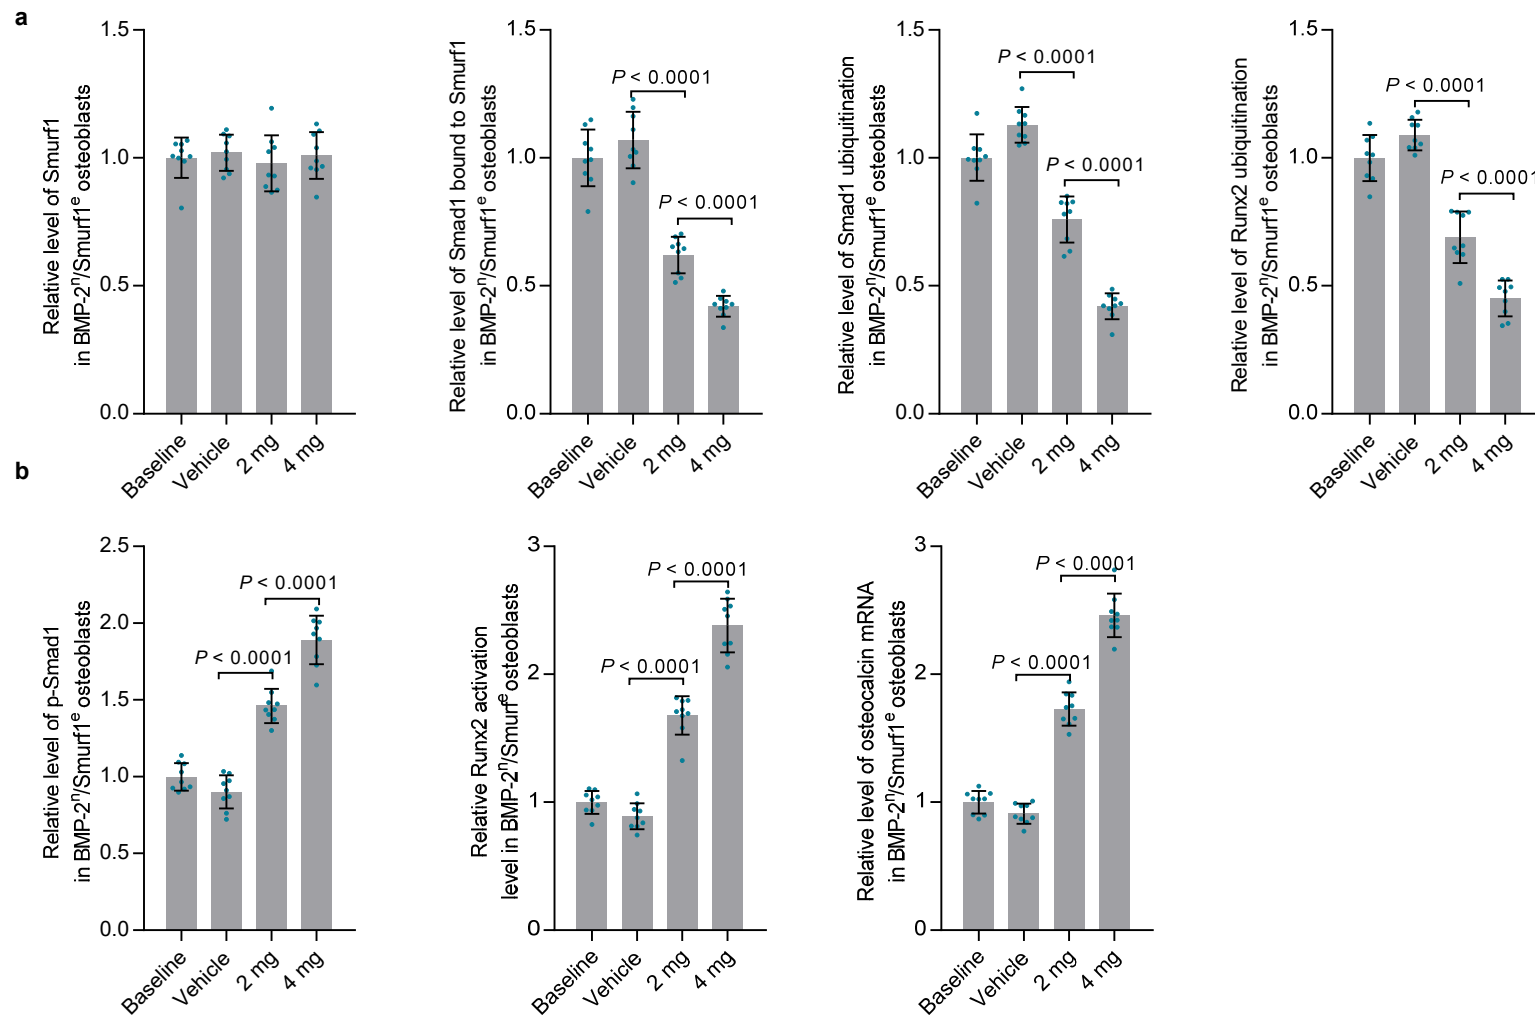 a
Relative level of Smurf1
in BMP-2ⁿ/Smurf1ᵉ osteoblasts
1.5
1.0
0.5
0.0
Baseline
Vehicle
2 mg
4 mg
Relative level of Smad1 bound to Smurf1
in BMP-2ⁿ/Smurf1ᵉ osteoblasts
1.5
1.0
0.5
0.0
P < 0.0001
P < 0.0001
Baseline
Vehicle
2 mg
4 mg
Relative level of Smad1 ubiquitination
in BMP-2ⁿ/Smurf1ᵉ osteoblasts
1.5
1.0
0.5
0.0
P < 0.0001
P < 0.0001
Baseline
Vehicle
2 mg
4 mg
Relative level of Runx2 ubiquitination
in BMP-2ⁿ/Smurf1ᵉ osteoblasts
1.5
1.0
0.5
0.0
P < 0.0001
P < 0.0001
Baseline
Vehicle
2 mg
4 mg
b
Relative level of p-Smad1
in BMP-2ⁿ/Smurf1ᵉ osteoblasts
2.5
2.0
1.5
1.0
0.5
0.0
P < 0.0001
P < 0.0001
Baseline
Vehicle
2 mg
4 mg
Relative Runx2 activation
level in BMP-2ⁿ/Smurfᵉ osteoblasts
3
2
1
0
P < 0.0001
P < 0.0001
Baseline
Vehicle
2 mg
4 mg
Relative level of osteocalcin mRNA
in BMP-2ⁿ/Smurf1ᵉ osteoblasts
3
2
1
0
P < 0.0001
P < 0.0001
Baseline
Vehicle
2 mg
4 mg